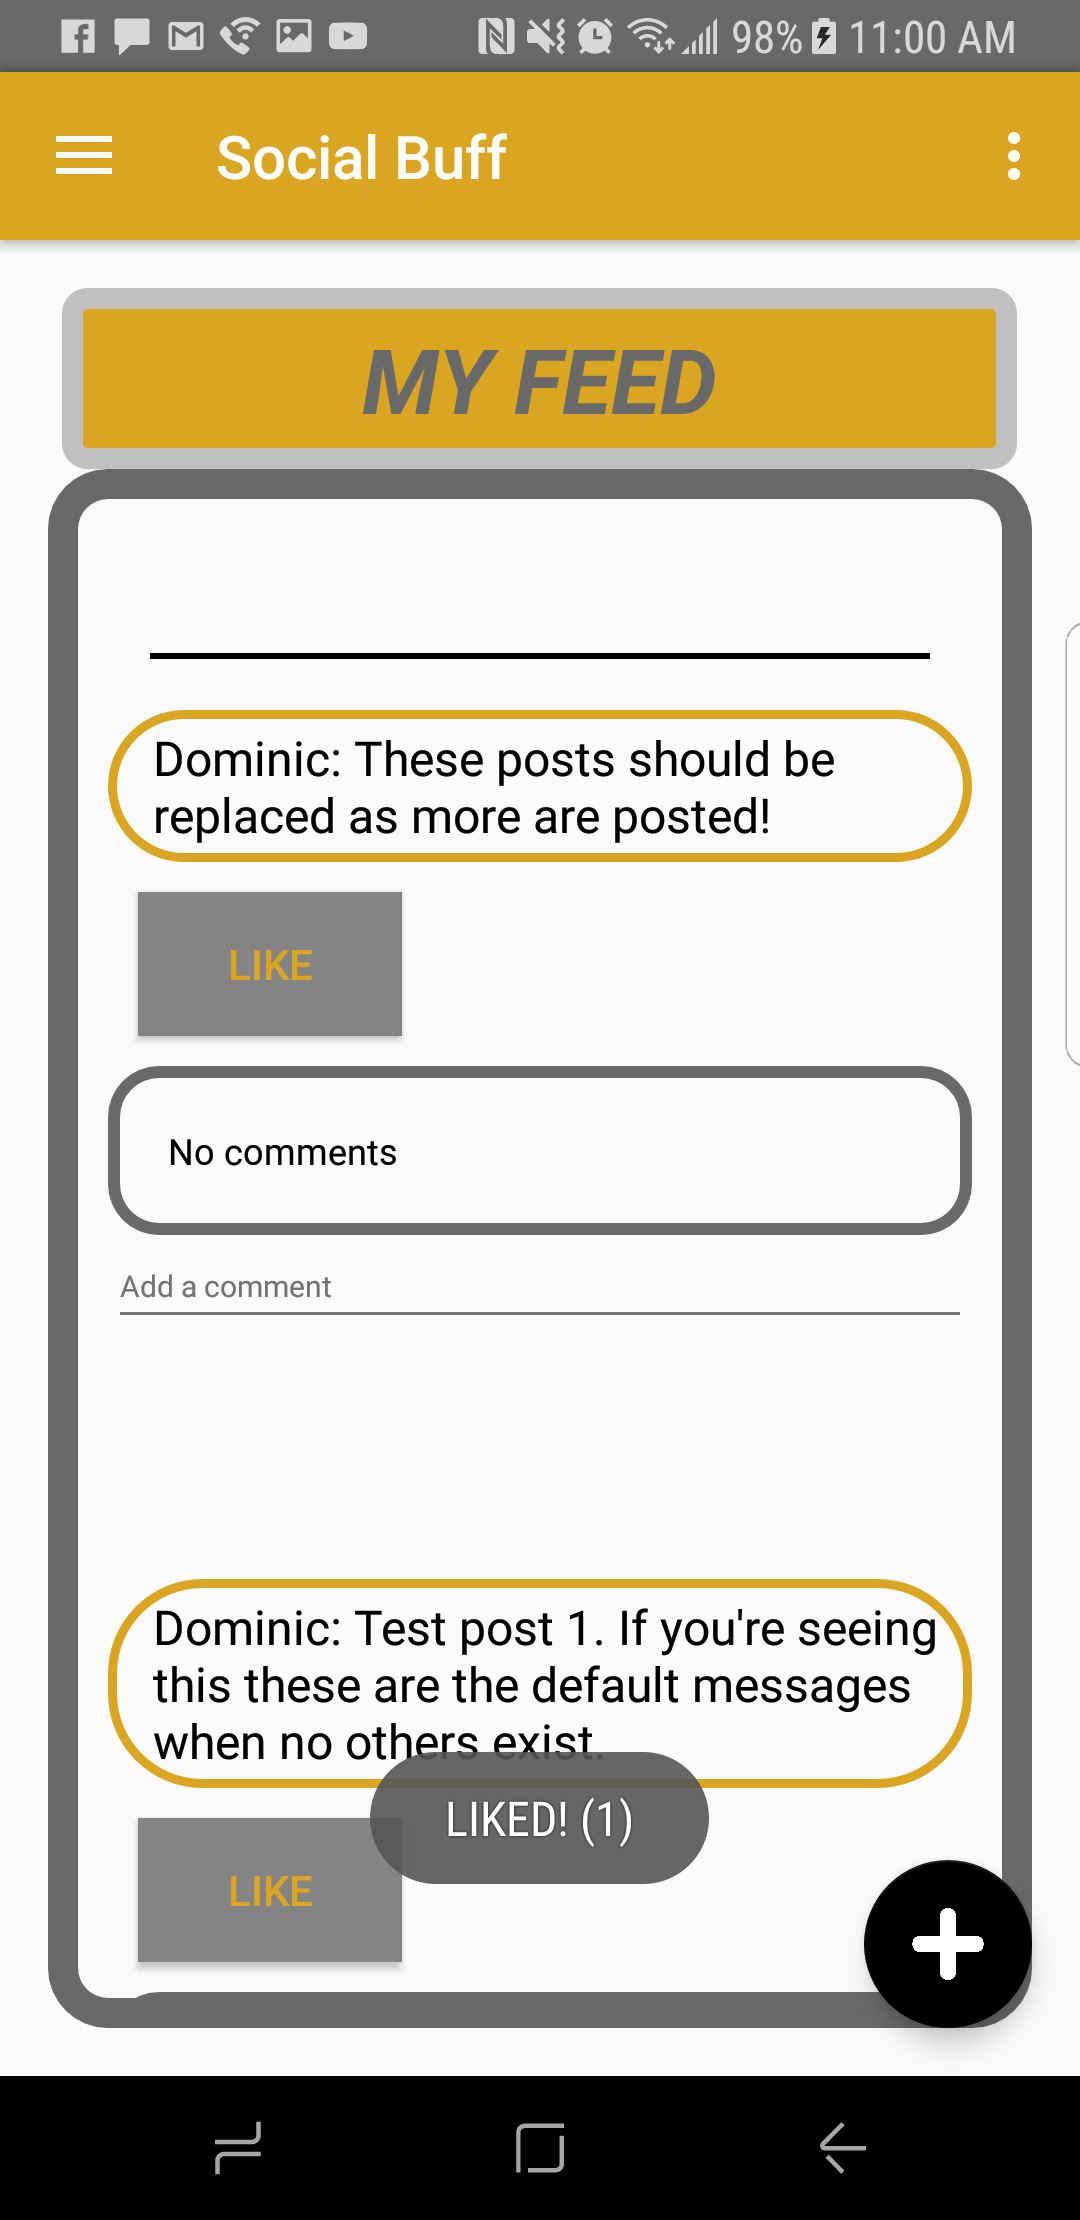 98% 11:00 AM
Social Buff
MY FEED
Dominic: These posts should be
replaced as more are posted!
LIKE
No comments
Add a comment
Dominic: Test post 1. If you're seeing
this these are the default messages
when no others exist.
LIKED! (1)
LIKE